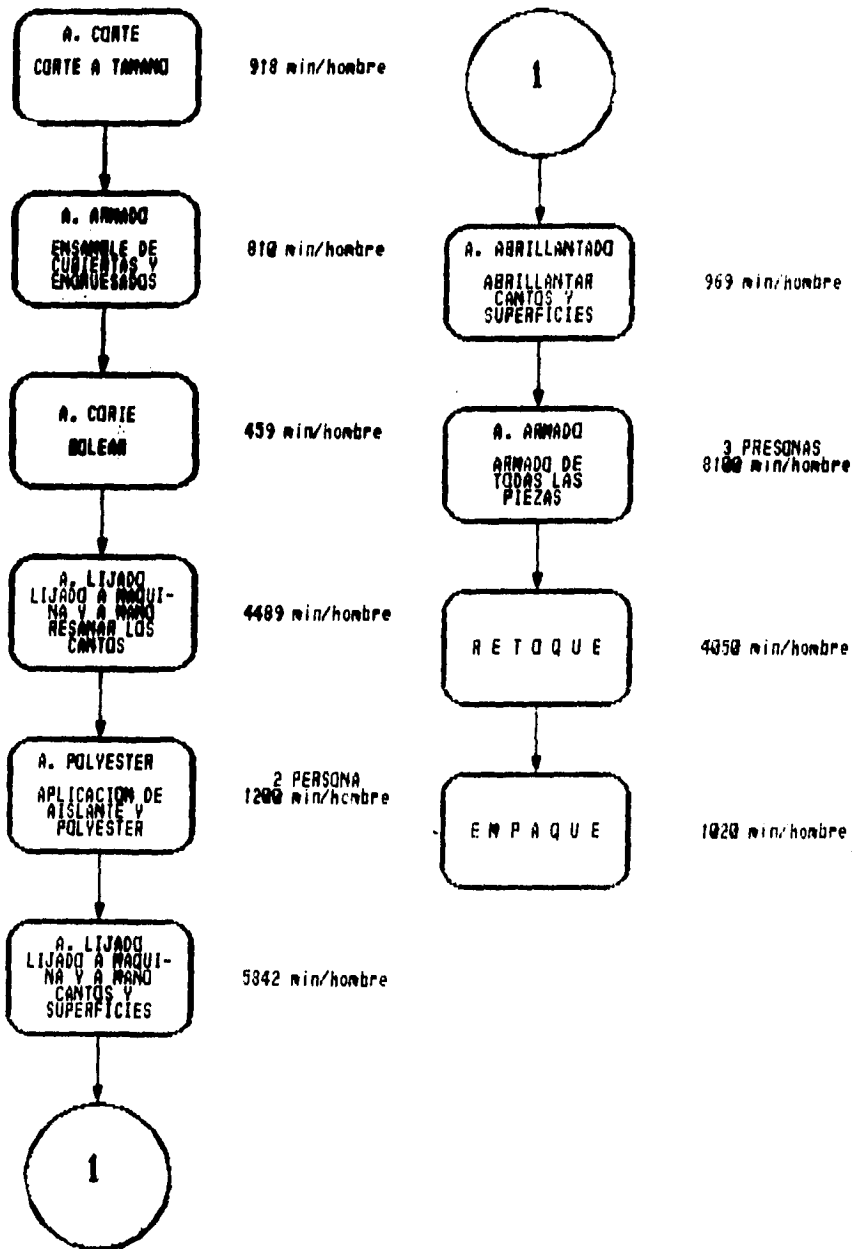 A. CORTE
CORTE A TAMANO
918 min/hombre
A. ARMADO
ENSAMBLE DE
CUBIERTAS Y
ENGRUESADOS
810 min/hombre
A. CORTE
BOLEAR
459 min/hombre
A. LIJADO
LIJADO A MAQUI-
NA Y A MANO
RESANAR LOS
CANTOS
4489 min/hombre
A. POLYESTER
APLICACION DE
AISLANTE Y
POLYESTER
2 PERSONA
1200 min/hombre
A. LIJADO
LIJADO A MAQUI-
NA Y A MANO
CANTOS Y
SUPERFICIES
5842 min/hombre
1
1
A. ABRILLANTADO
ABRILLANTAR
CANTOS Y
SUPERFICIES
969 min/hombre
A. ARMADO
ARMADO DE
TODAS LAS
PIEZAS
3 PRESONAS
8100 min/hombre
R E T O Q U E
4050 min/hombre
E M P A Q U E
1020 min/hombre